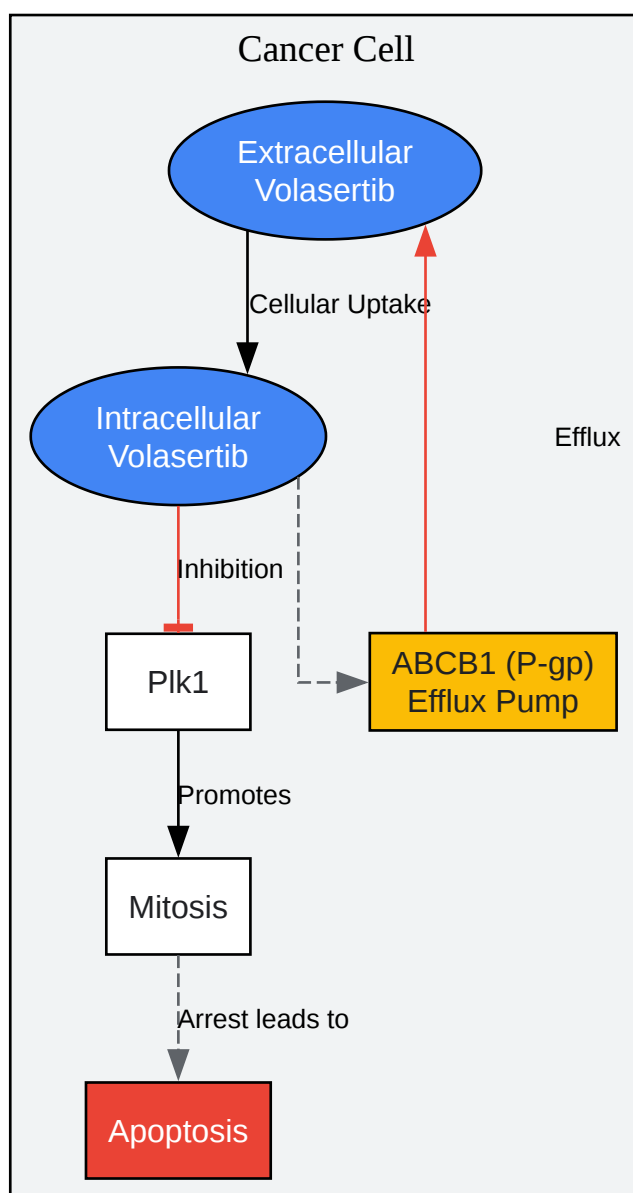 Cancer Cell
Extracellular
Volasertib
Cellular Uptake
Intracellular
Volasertib
Efflux
Inhibition
Plk1
ABCB1 (P-gp)
Efflux Pump
Promotes
Mitosis
Arrest leads to
Apoptosis